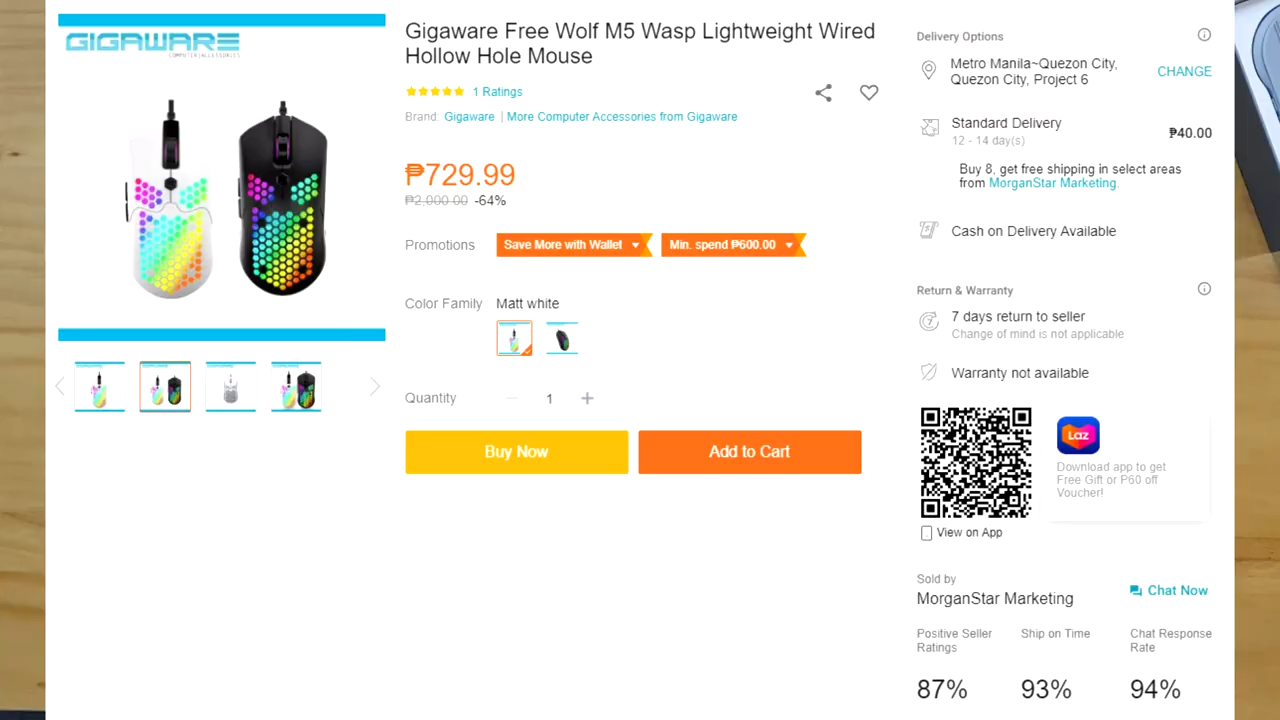 GIGAWARE
COMPUTER ACCESSORIES
Gigaware Free Wolf M5 Wasp Lightweight Wired
Hollow Hole Mouse
1 Ratings
Brand: Gigaware | More Computer Accessories from Gigaware
₱729.99
₱2,000.00 -64%
Promotions
Save More with Wallet
Min. spend ₱600.00
Color Family
Matt white
Quantity
1
Buy Now
Add to Cart
Delivery Options
Metro Manila~Quezon City,
Quezon City, Project 6
CHANGE
Standard Delivery
₱40.00
12 - 14 day(s)
Buy 8, get free shipping in select areas
from MorganStar Marketing.
Cash on Delivery Available
Return & Warranty
7 days return to seller
Change of mind is not applicable
Warranty not available
Laz
Download app to get
Free Gift or P60 off
Voucher!
View on App
Sold by
MorganStar Marketing
Chat Now
Positive Seller
Ratings
Ship on Time
Chat Response
Rate
87%
93%
94%